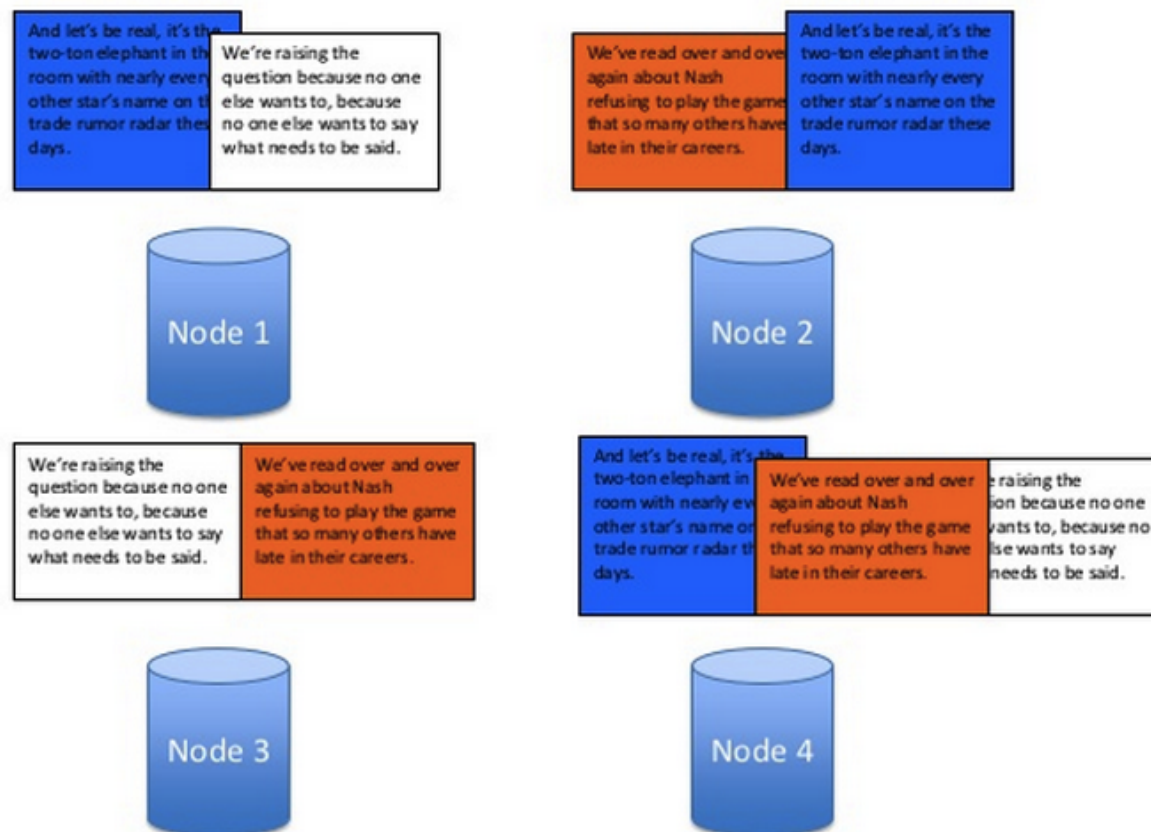 And let's be real, it's the
two-ton elephant in the
room with nearly every
other star's name on th
trade rumor radar thes
days.
We're raising the
question because no one
else wants to, because
no one else wants to say
what needs to be said.
We've read over and over
again about Nash
refusing to play the game
that so many others have
late in their careers.
And let's be real, it's the
two-ton elephant in the
room with nearly every
other star's name on the
trade rumor radar these
days.
Node 1
Node 2
We're raising the
question because no one
else wants to, because
no one else wants to say
what needs to be said.
We've read over and over
again about Nash
refusing to play the game
that so many others have
late in their careers.
And let's be real, it's the
two-ton elephant in
room with nearly eve
other star's name on
trade rumor radar th
days.
We've read over and over
again about Nash
refusing to play the game
that so many others have
late in their careers.
e raising the
ion because no one
wants to, because no
lse wants to say
needs to be said.
Node 3
Node 4